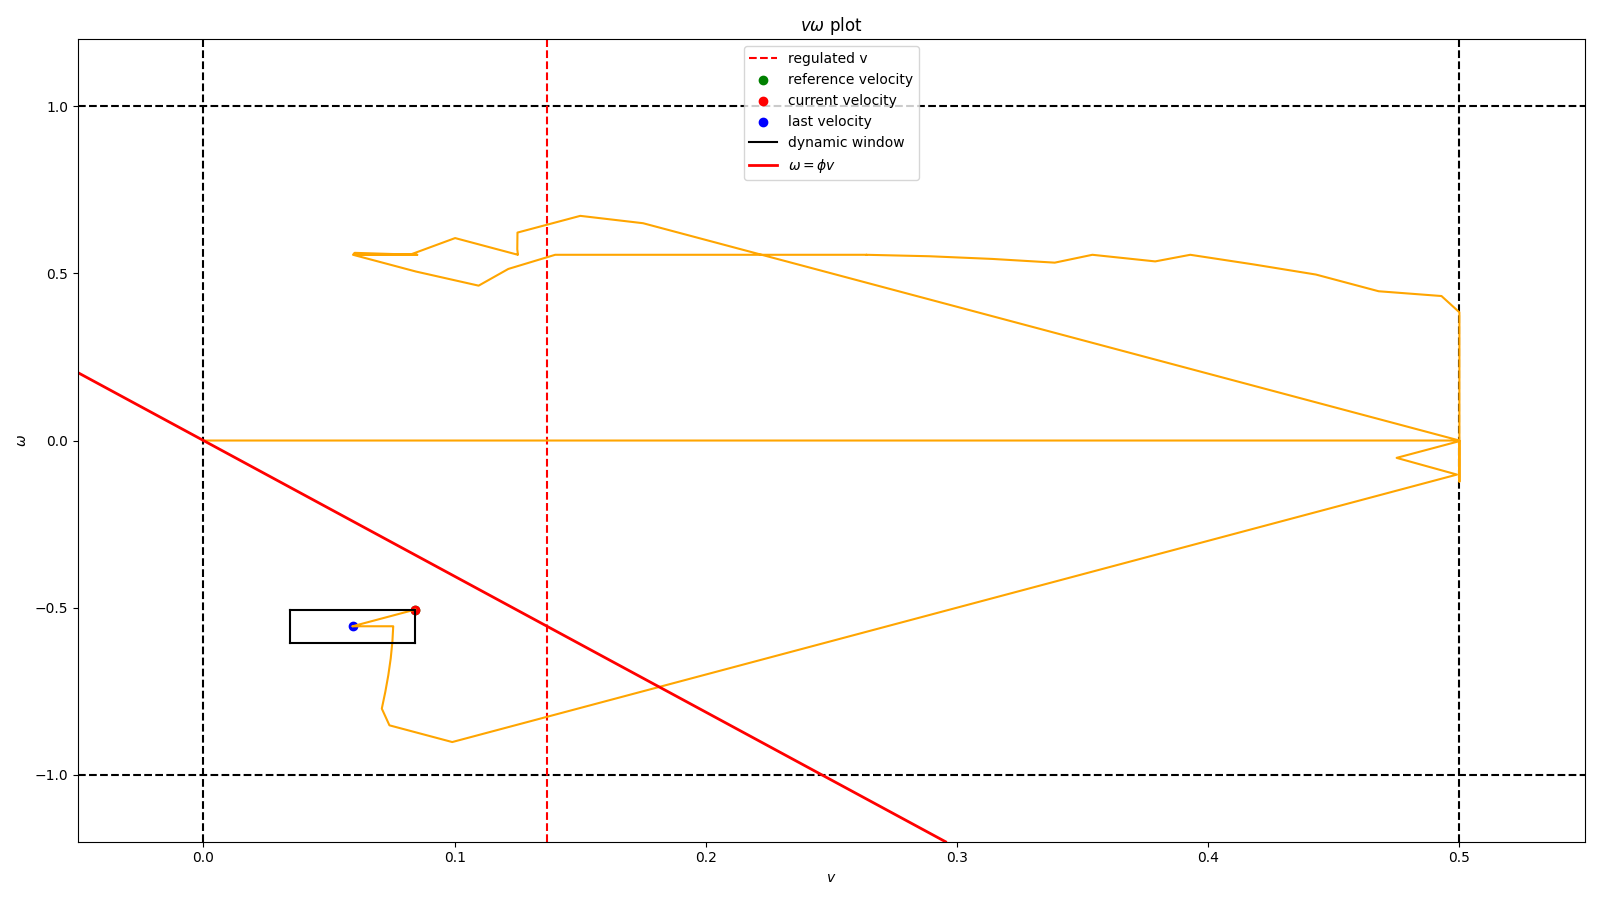 vω plot
regulated v
reference velocity
current velocity
last velocity
dynamic window
ω = ϕv
1.0
0.5
0.0
−0.5
−1.0
ω
0.0 0.1 0.2 0.3 0.4 0.5
v